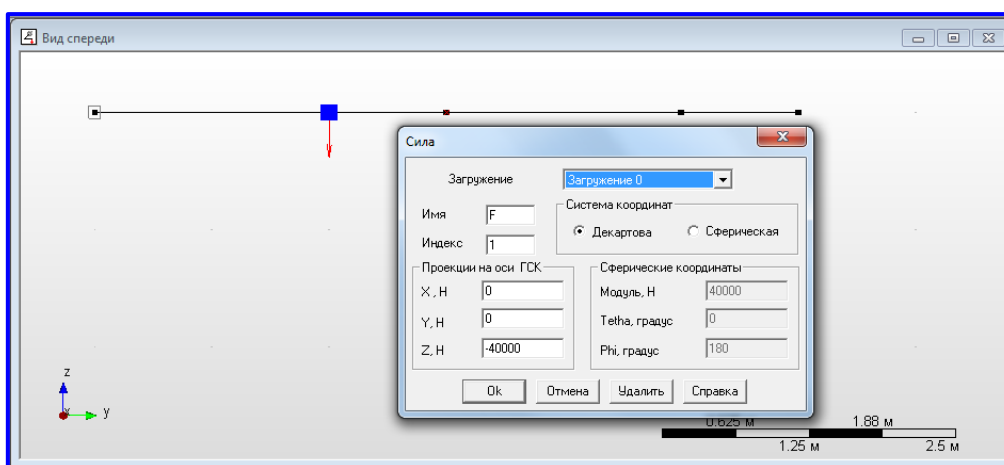 Вид спереди
Сила
Загружение Загружение 0
Имя F
Индекс 1
Система координат
Декартова Сферическая
Проекции на оси ГСК
X , Н 0
Y, Н 0
Z, Н -40000
Сферические координаты
Модуль, Н 40000
Tetha, градус 0
Phi, градус 180
Ok Отмена Удалить Справка
z
x y
0.625 м 1.88 м
1.25 м 2.5 м